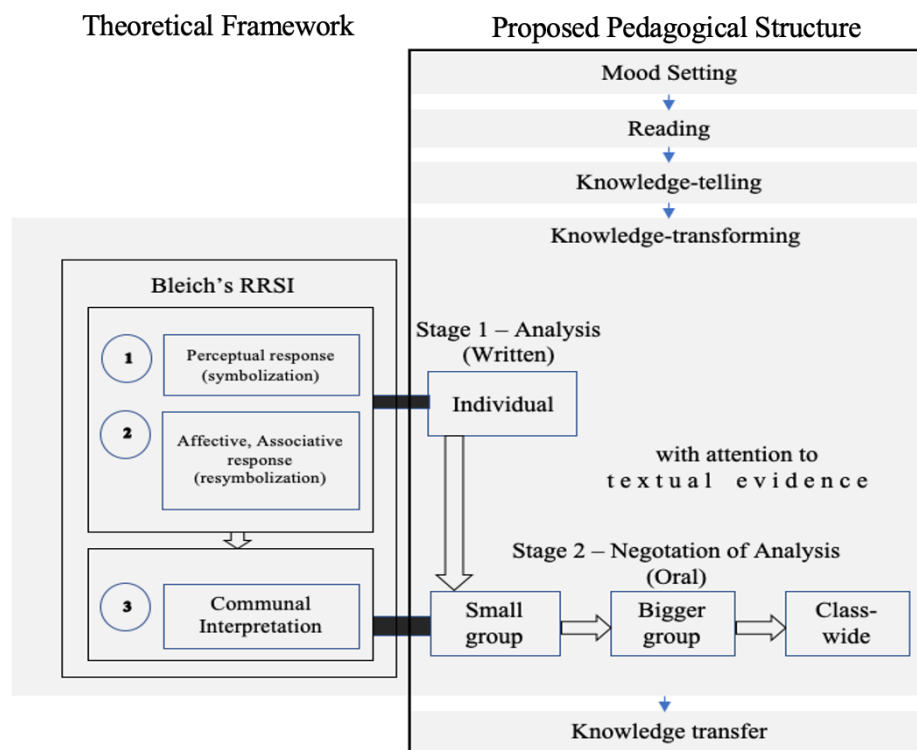 Theoretical Framework
Proposed Pedagogical Structure
Mood Setting
Reading
Knowledge-telling
Knowledge-transforming
Bleich's RRSI
1
Perceptual response
(symbolization)
2
Affective, Associative
response
(resymbolization)
3
Communal
Interpretation
Stage 1 – Analysis
(Written)
Individual
with attention to
textual evidence
Stage 2 – Negotation of Analysis
(Oral)
Small
group
Bigger
group
Class-
wide
Knowledge transfer